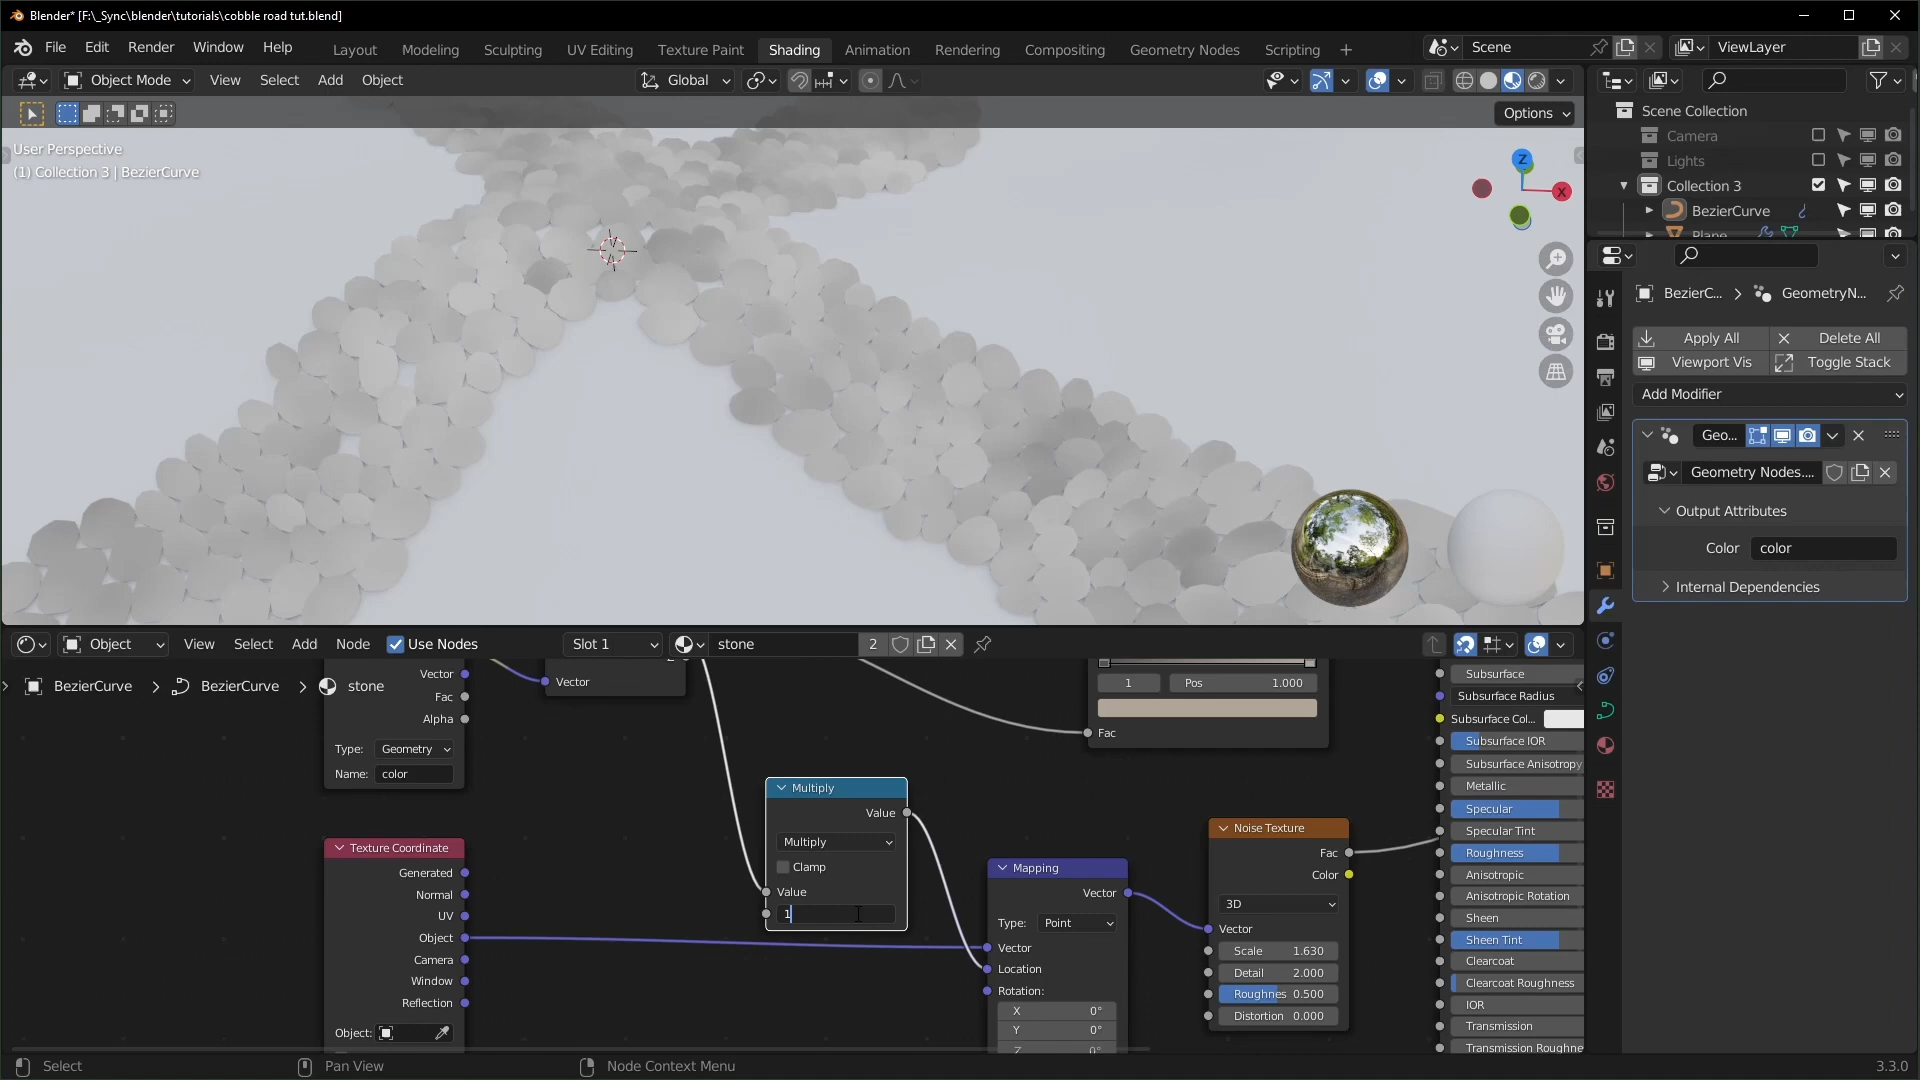 Blender* [F:\_Sync\blender\tutorials\cobble road tut.blend]
File Edit Render Window Help
Layout Modeling Sculpting UV Editing Texture Paint Shading Animation Rendering Compositing Geometry Nodes Scripting +
Scene
ViewLayer
Object Mode
View Select Add Object
Global
Options
User Perspective
(1) Collection 3 | BezierCurve
Z
X
Scene Collection
Camera
Lights
Collection 3
BezierCurve
Plane
BezierC... > GeometryN...
Apply All
Delete All
Viewport Vis
Toggle Stack
Add Modifier
Geo...
Geometry Nodes....
Output Attributes
Color color
Internal Dependencies
Object
View Select Add Node Use Nodes
Slot 1
stone
2
BezierCurve > BezierCurve > stone
Vector
Fac
Alpha
Type: Geometry
Name: color
Vector
1
Pos 1.000
Fac
Texture Coordinate
Generated
Normal
UV
Object
Camera
Window
Reflection
Object:
Multiply
Value
Multiply
Clamp
Value
1
Mapping
Vector
Type: Point
Vector
Location
Rotation:
X 0°
Y 0°
Z 0°
Noise Texture
Fac
Color
3D
Vector
Scale 1.630
Detail 2.000
Roughnes 0.500
Distortion 0.000
Subsurface
Subsurface Radius
Subsurface Col...
Subsurface IOR
Subsurface Anisotropy
Metallic
Specular
Specular Tint
Roughness
Anisotropic
Anisotropic Rotation
Sheen
Sheen Tint
Clearcoat
Clearcoat Roughness
IOR
Transmission
Transmission Roughne
Select
Pan View
Node Context Menu
3.3.0